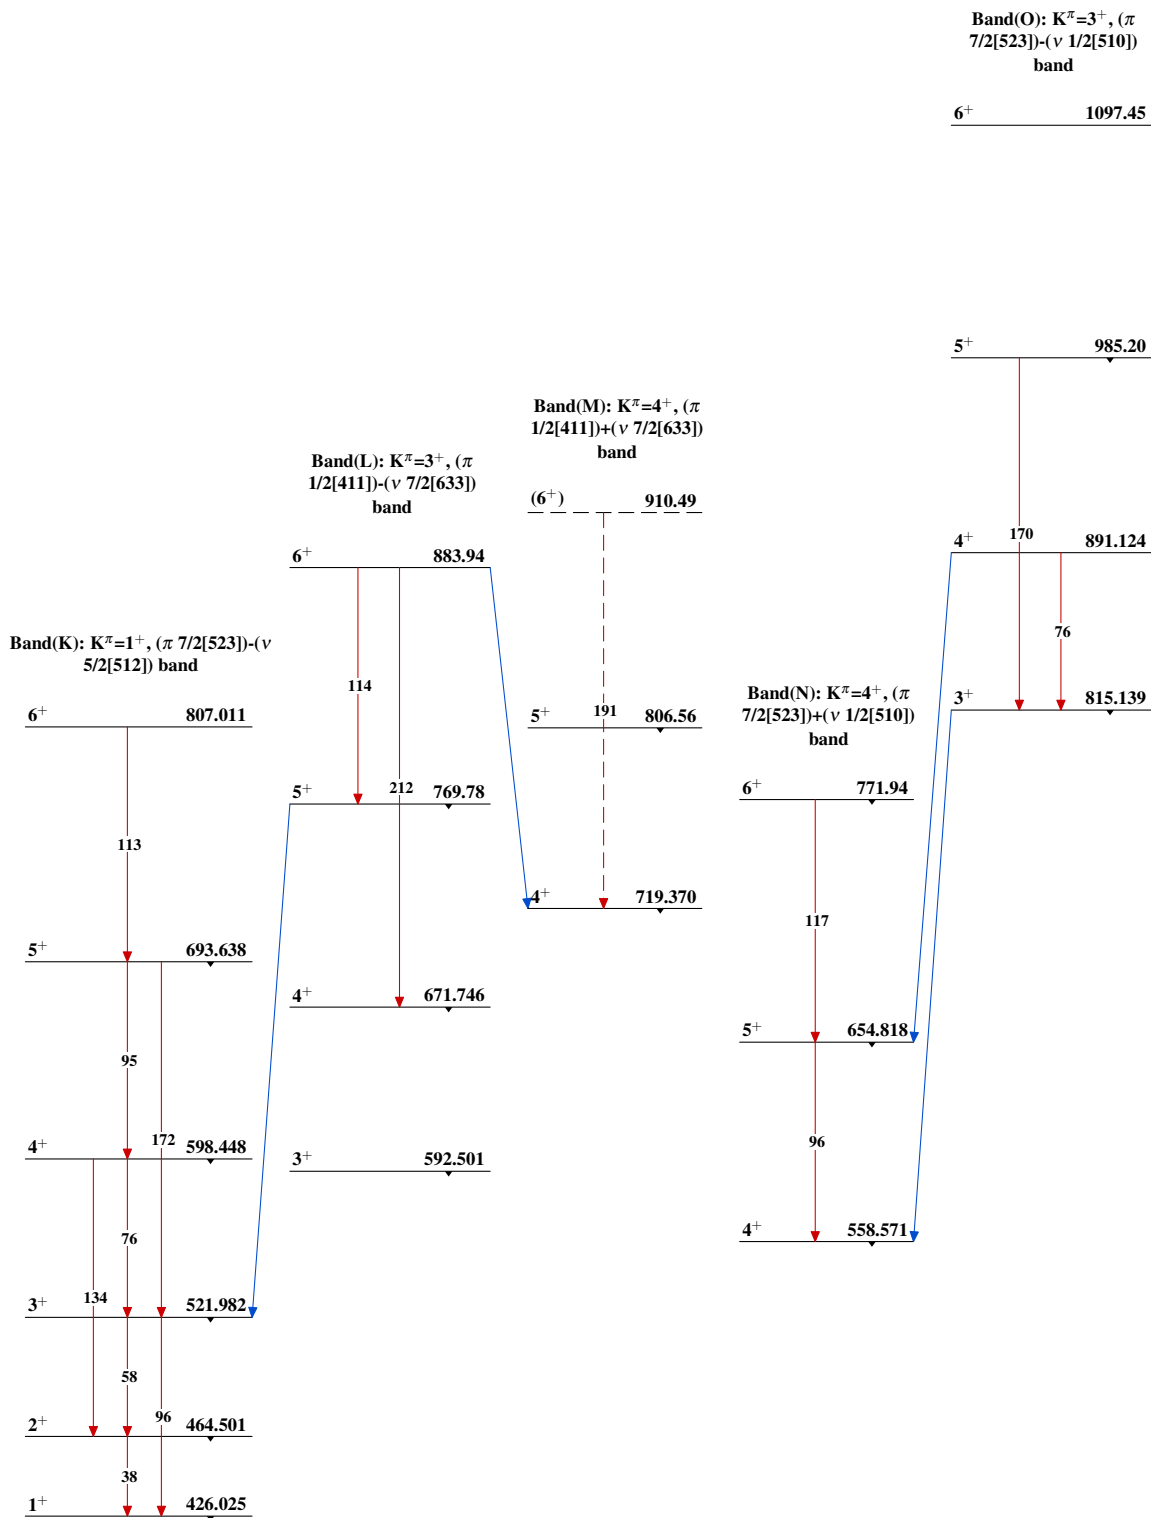 Band(O): K^π=3⁺, (π
7/2[523])-(ν 1/2[510])
band
6⁺ 1097.45
5⁺ 985.20
4⁺ 891.124
3⁺ 815.139
170
76
Band(M): K^π=4⁺, (π
1/2[411])+(ν 7/2[633])
band
(6⁺) 910.49
5⁺ 806.56
4⁺ 719.370
191
Band(L): K^π=3⁺, (π
1/2[411])-(ν 7/2[633])
band
6⁺ 883.94
5⁺ 769.78
4⁺ 671.746
3⁺ 592.501
114
212
Band(K): K^π=1⁺, (π 7/2[523])-(ν
5/2[512]) band
6⁺ 807.011
5⁺ 693.638
4⁺ 598.448
3⁺ 521.982
2⁺ 464.501
1⁺ 426.025
113
95
172
76
134
58
96
38
Band(N): K^π=4⁺, (π
7/2[523])+(ν 1/2[510])
band
6⁺ 771.94
5⁺ 654.818
4⁺ 558.571
117
96